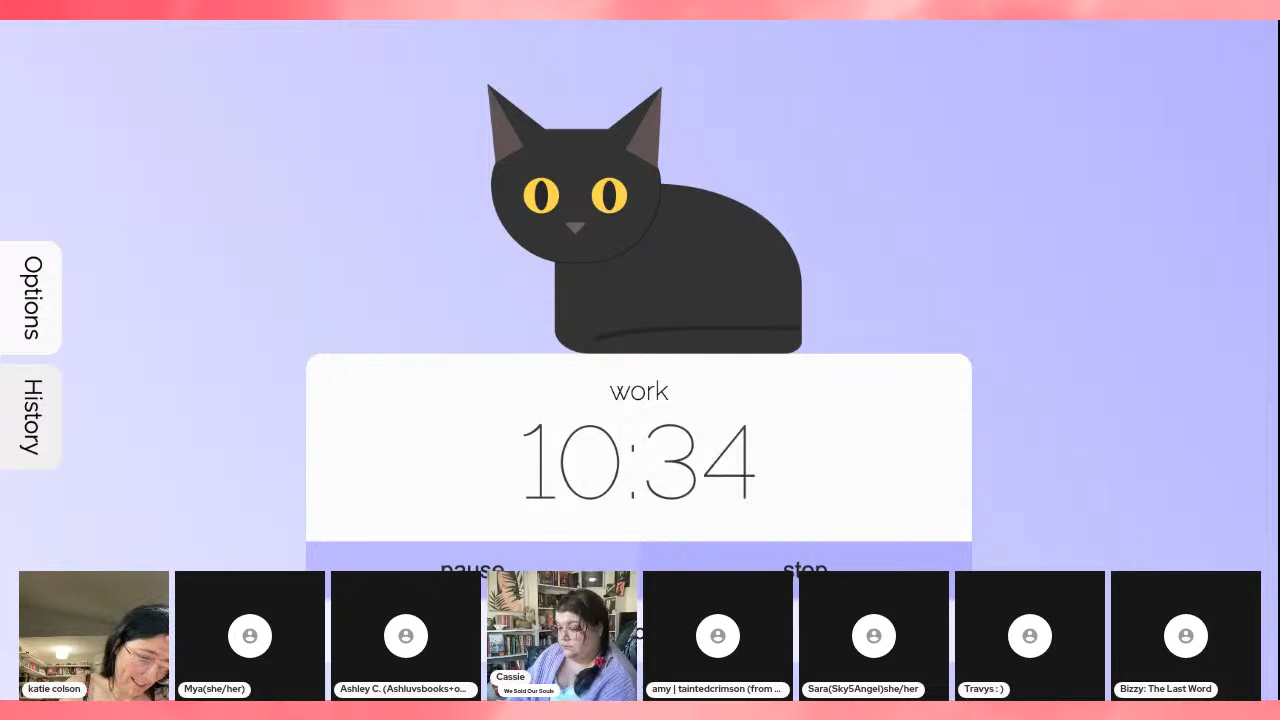 Options
History
work
10:34
pause
stop
katie colson
Mya(she/her)
Ashley C. (Ashluvsbooks+o...
Cassie
We Sold Our Souls
amy | taintedcrimson (from ...
Sara(Sky5Angel)she/her
Travys : )
Bizzy: The Last Word